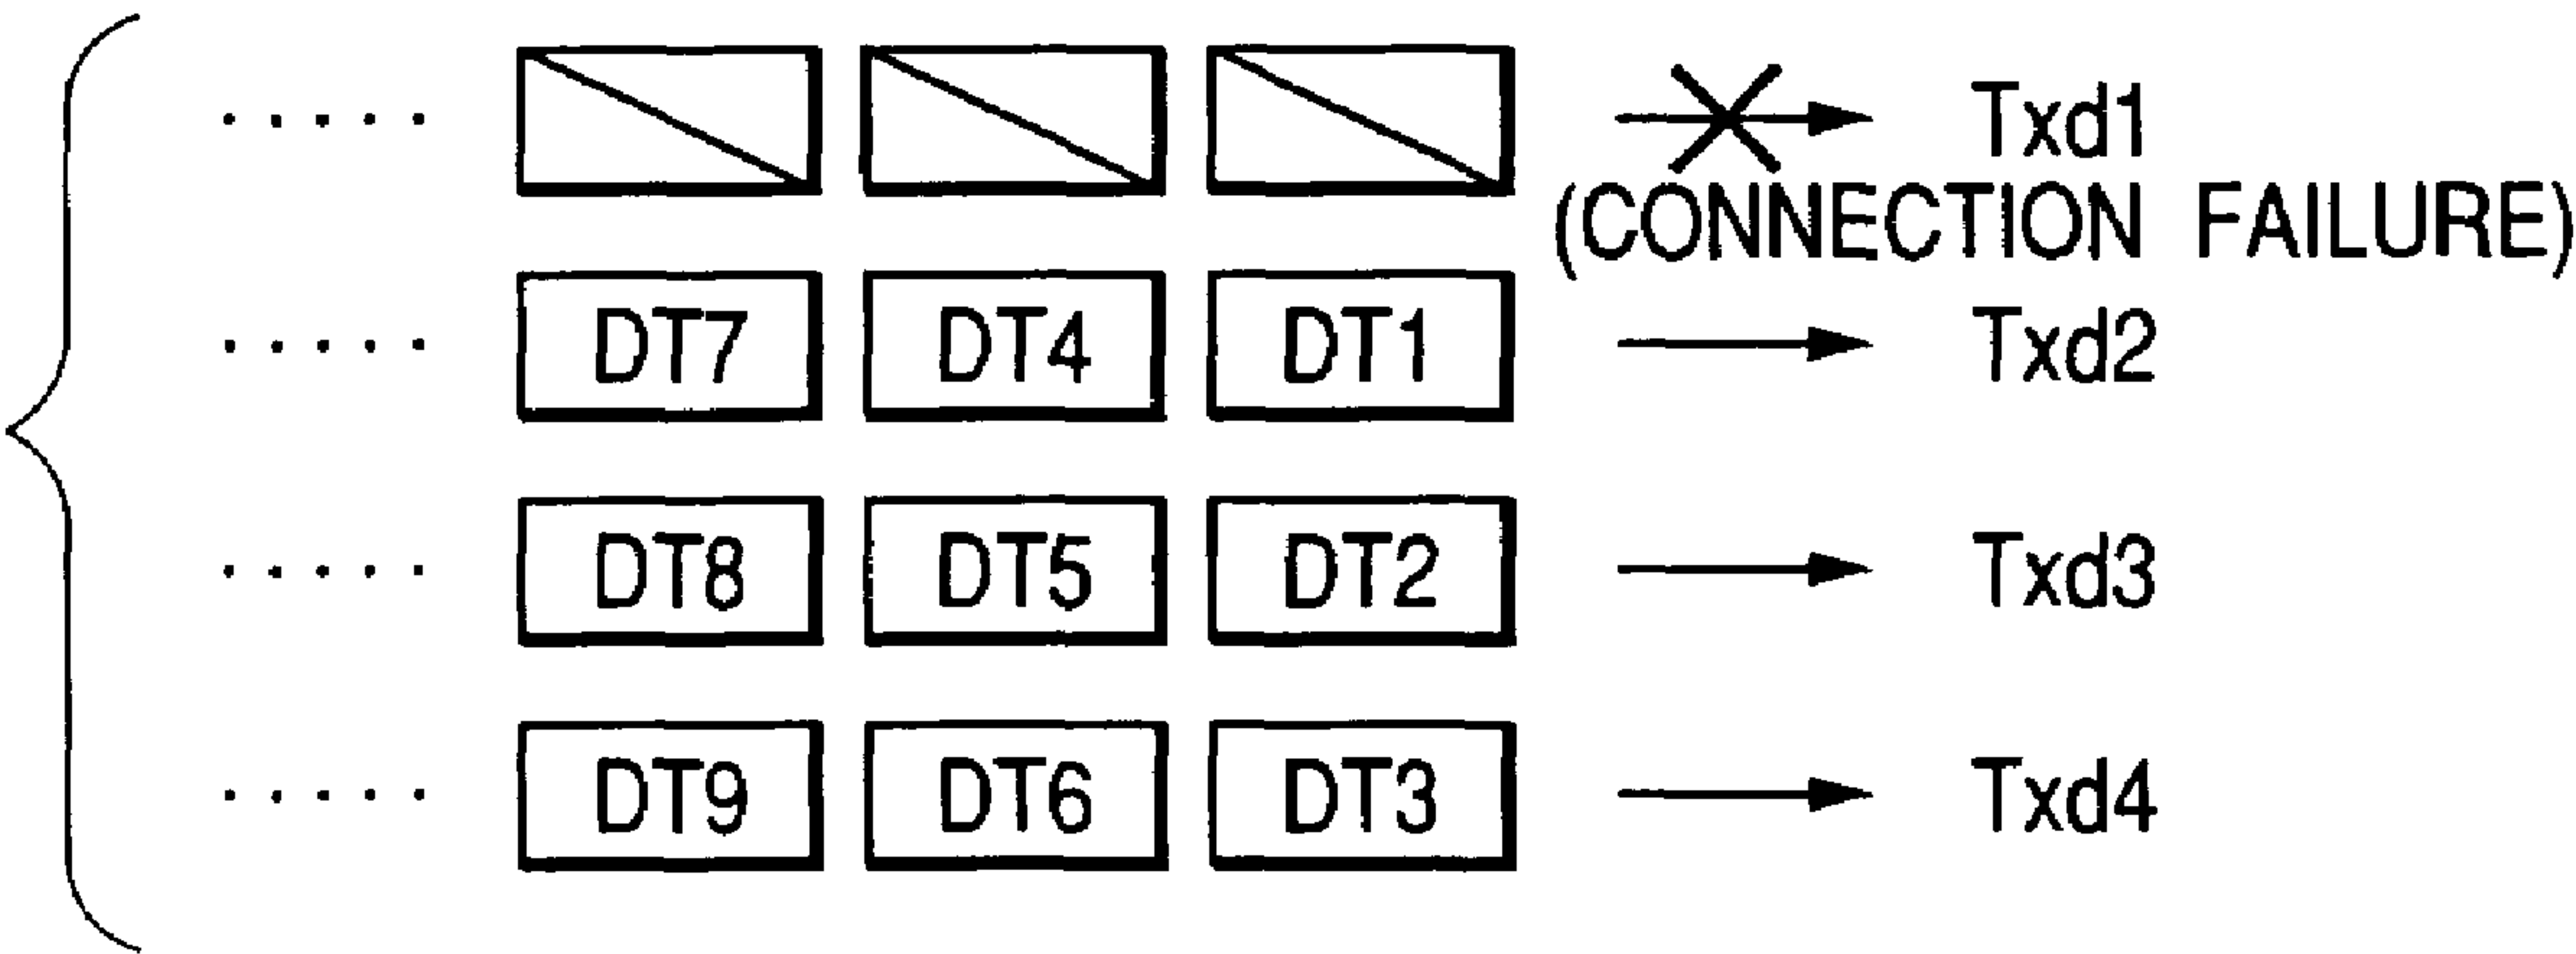 ..... Txd1
(CONNECTION FAILURE)
..... DT7 DT4 DT1 Txd2
..... DT8 DT5 DT2 Txd3
..... DT9 DT6 DT3 Txd4